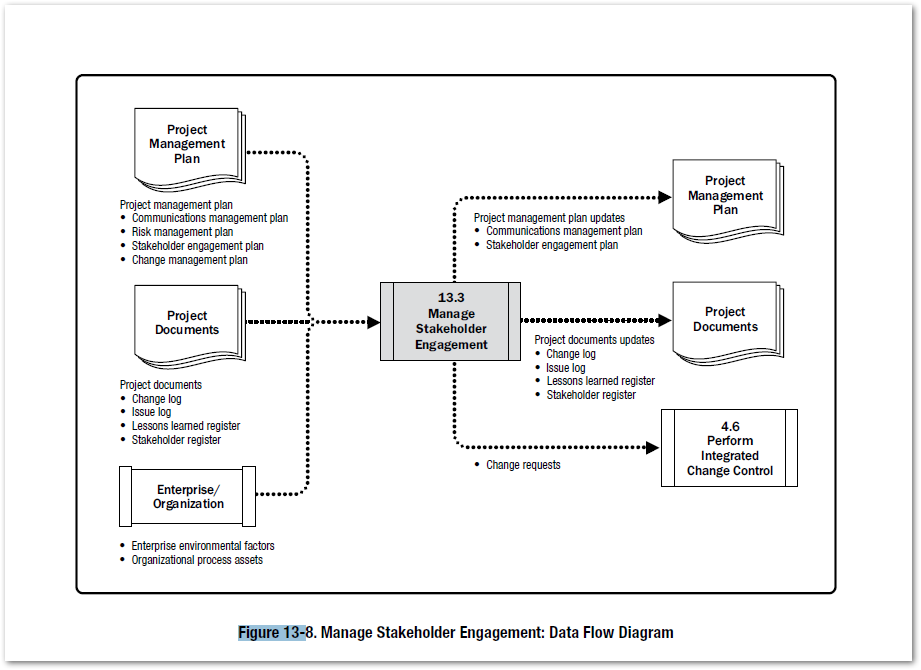 Project
Management
Plan
Project management plan
• Communications management plan
• Risk management plan
• Stakeholder engagement plan
• Change management plan
Project
Documents
Project documents
• Change log
• Issue log
• Lessons learned register
• Stakeholder register
Enterprise/
Organization
• Enterprise environmental factors
• Organizational process assets
13.3
Manage
Stakeholder
Engagement
Project management plan updates
• Communications management plan
• Stakeholder engagement plan
Project
Management
Plan
Project documents updates
• Change log
• Issue log
• Lessons learned register
• Stakeholder register
Project
Documents
• Change requests
4.6
Perform
Integrated
Change Control
Figure 13-8. Manage Stakeholder Engagement: Data Flow Diagram